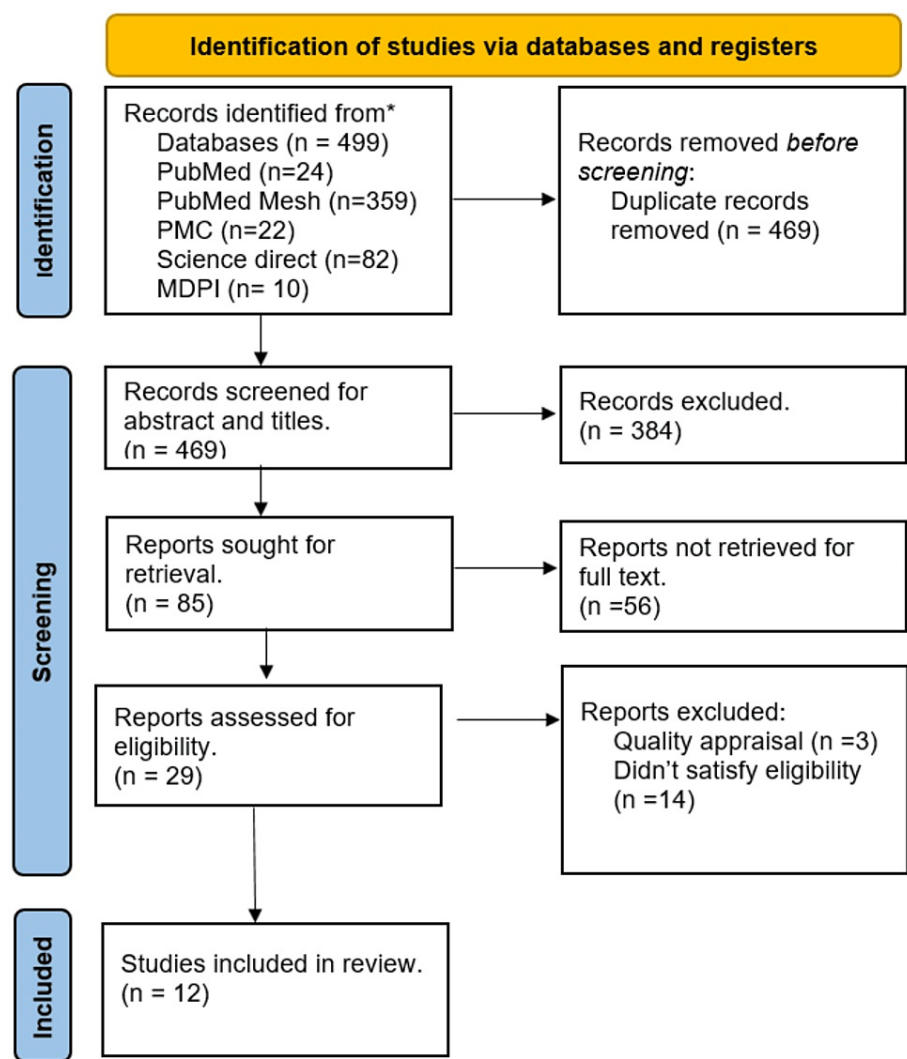 Identification of studies via databases and registers
Identification
Records identified from*
Databases (n = 499)
PubMed (n=24)
PubMed Mesh (n=359)
PMC (n=22)
Science direct (n=82)
MDPI (n= 10)
Records removed before
screening:
Duplicate records
removed (n = 469)
Screening
Records screened for
abstract and titles.
(n = 469)
Records excluded.
(n = 384)
Reports sought for
retrieval.
(n = 85)
Reports not retrieved for
full text.
(n =56)
Reports assessed for
eligibility.
(n = 29)
Reports excluded:
Quality appraisal (n =3)
Didn’t satisfy eligibility
(n =14)
Included
Studies included in review.
(n = 12)